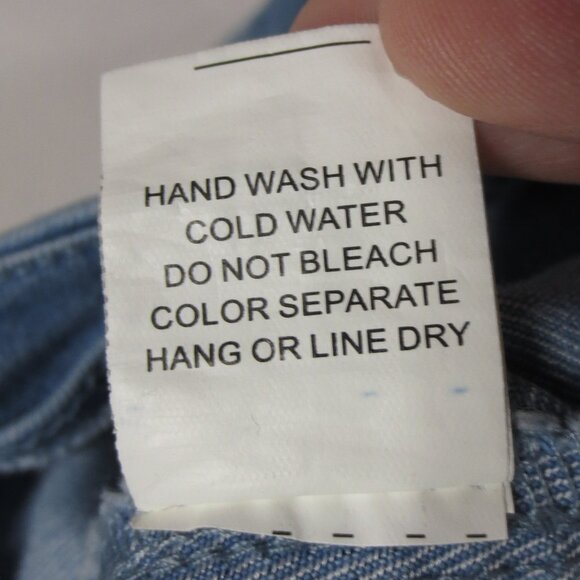 HAND WASH WITH
COLD WATER
DO NOT BLEACH
COLOR SEPARATE
HANG OR LINE DRY